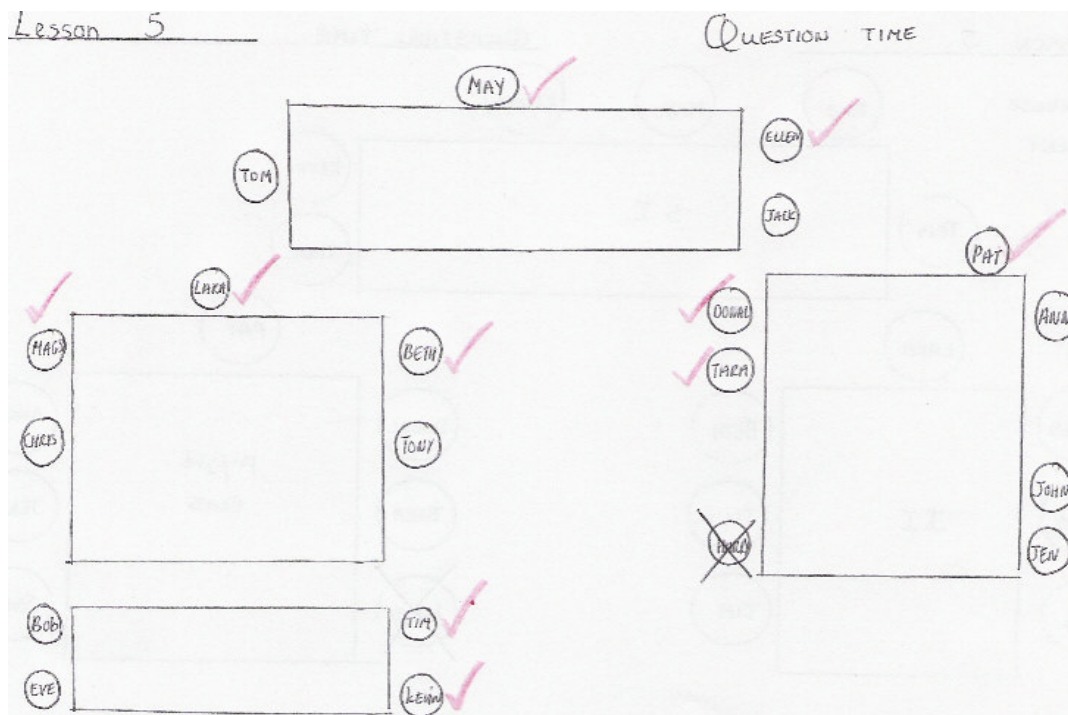 Lesson 5
QUESTION TIME
MAY
ELLEN
TOM
JACK
PAT
LARA
DONAL
ANN
MAGS
BETH
TARA
CHRIS
TONY
JOHN
JEN
BOB
TIM
EVE
KEVIN